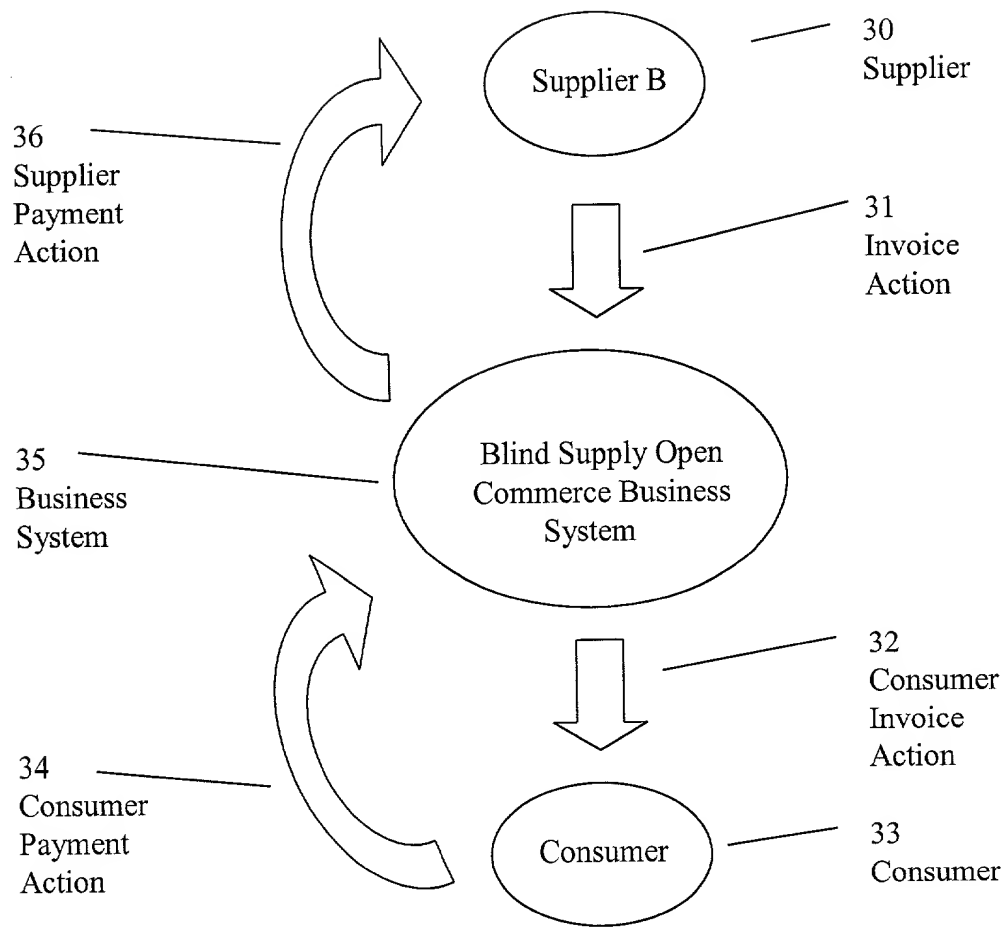 30
Supplier
Supplier B
36
Supplier
Payment
Action
31
Invoice
Action
35
Business
System
Blind Supply Open
Commerce Business
System
32
Consumer
Invoice
Action
34
Consumer
Payment
Action
Consumer
33
Consumer